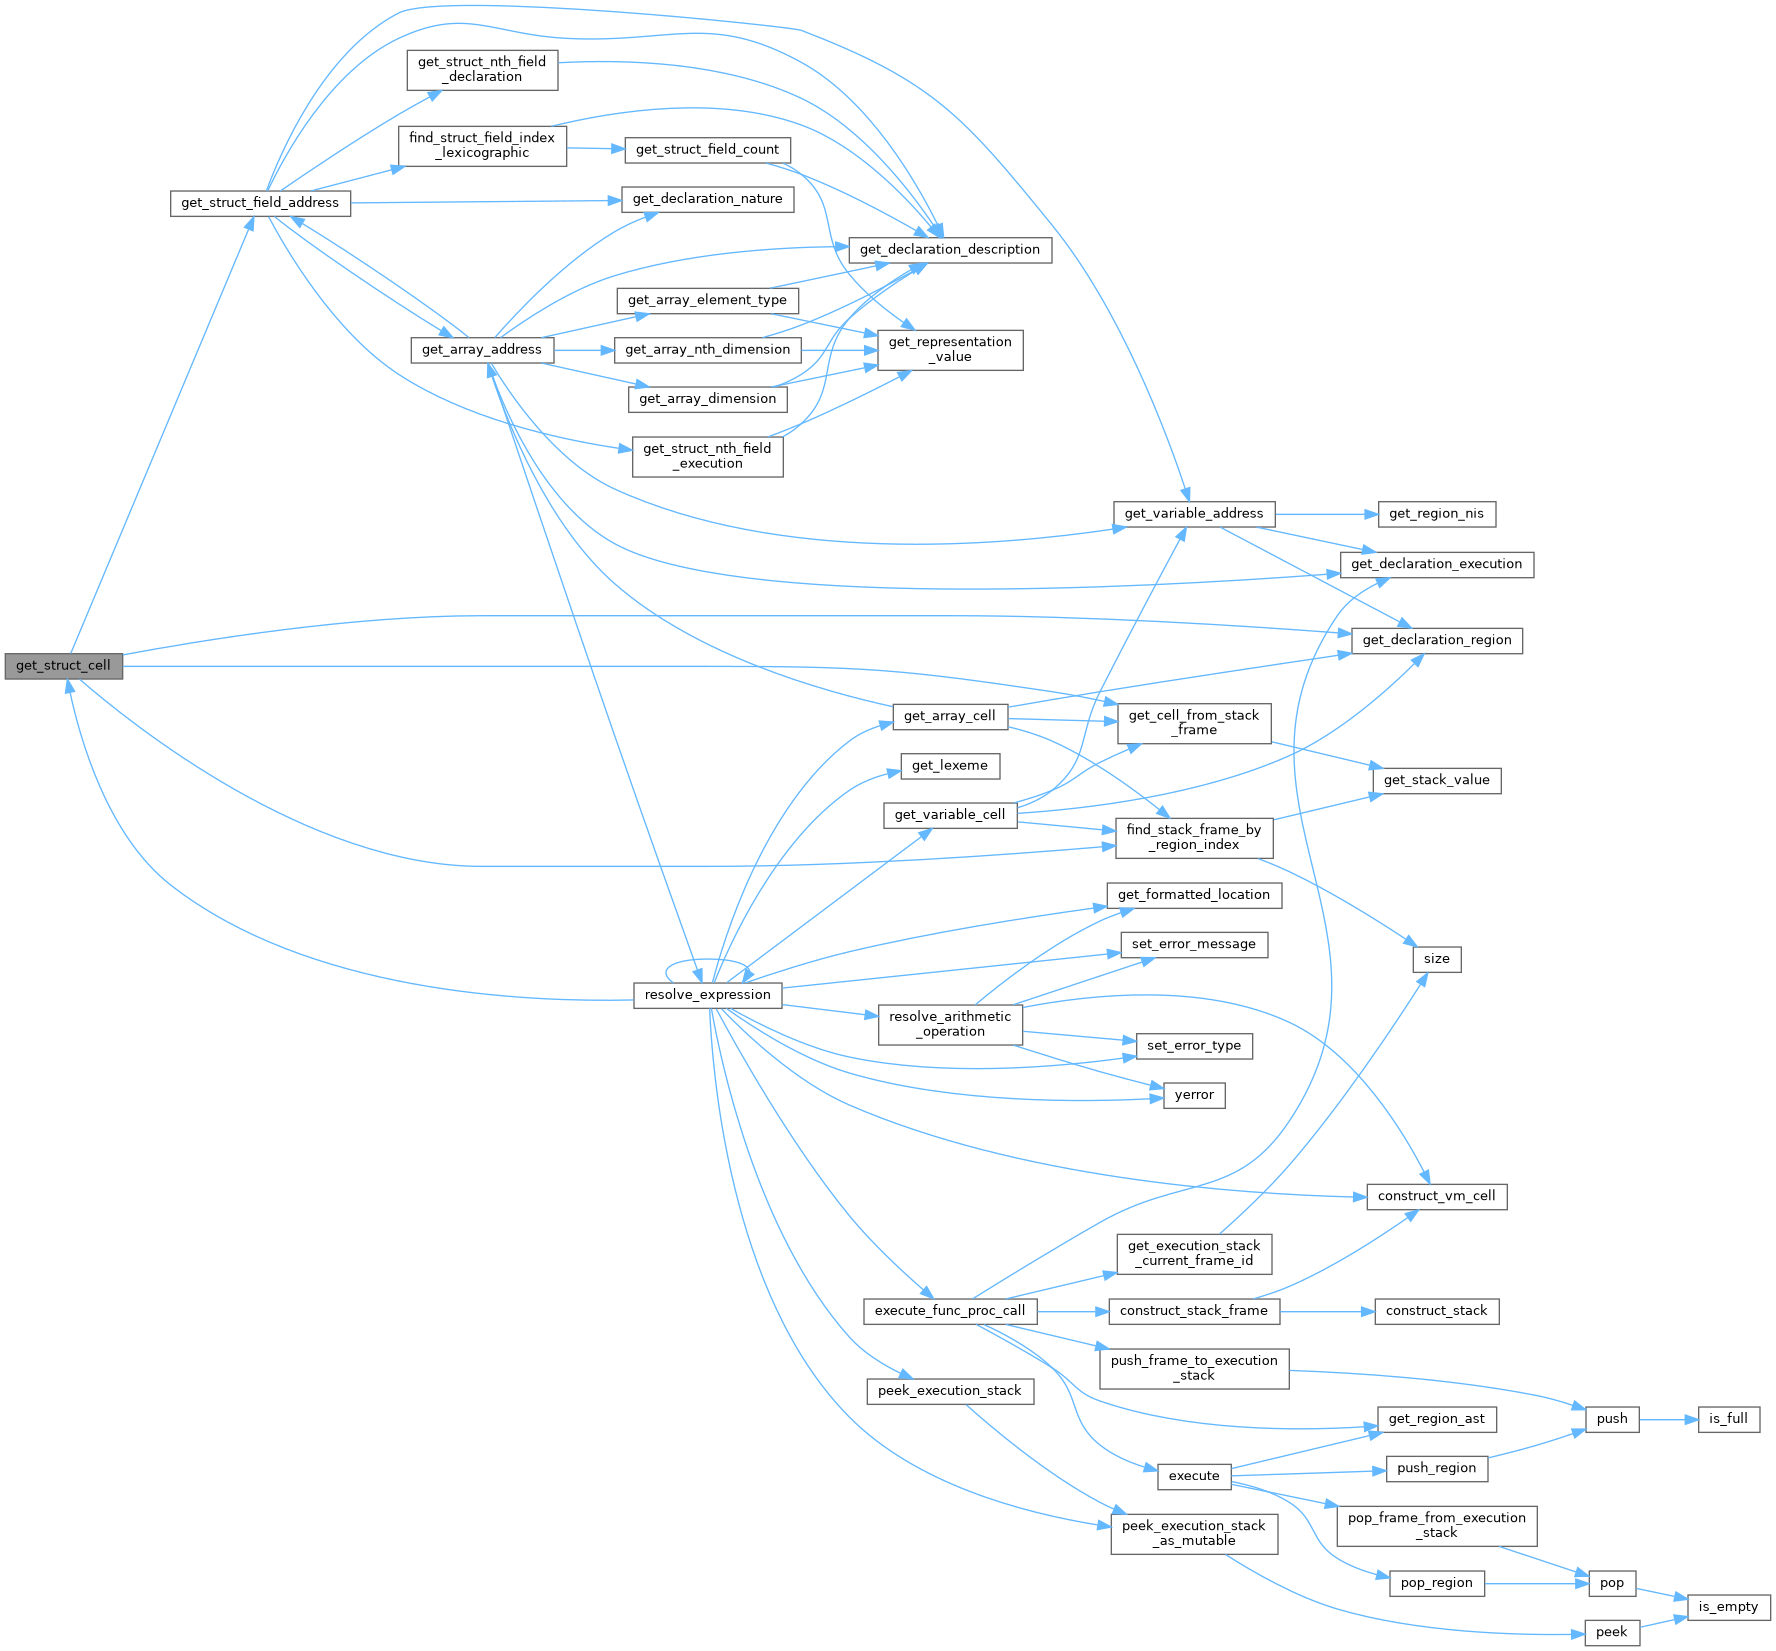 get_struct_nth_field
_declaration
find_struct_field_index
_lexicographic
get_struct_field_count
get_struct_field_address
get_declaration_nature
get_declaration_description
get_array_element_type
get_array_address
get_array_nth_dimension
get_representation
_value
get_array_dimension
get_struct_nth_field
_execution
get_variable_address
get_region_nis
get_declaration_execution
get_declaration_region
get_struct_cell
get_array_cell
get_cell_from_stack
_frame
get_lexeme
get_stack_value
get_variable_cell
find_stack_frame_by
_region_index
get_formatted_location
set_error_message
size
resolve_expression
resolve_arithmetic
_operation
set_error_type
yerror
construct_vm_cell
get_execution_stack
_current_frame_id
execute_func_proc_call
construct_stack_frame
construct_stack
push_frame_to_execution
_stack
peek_execution_stack
get_region_ast
push
is_full
execute
push_region
peek_execution_stack
_as_mutable
pop_frame_from_execution
_stack
pop_region
pop
is_empty
peek